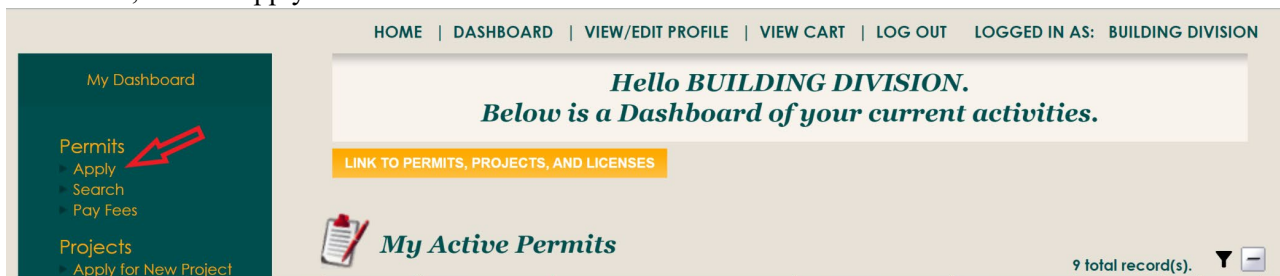 HOME | DASHBOARD | VIEW/EDIT PROFILE | VIEW CART | LOG OUT LOGGED IN AS: BUILDING DIVISION
My Dashboard
Permits
Apply
Search
Pay Fees
Projects
Apply for New Project
Hello BUILDING DIVISION.
Below is a Dashboard of your current activities.
LINK TO PERMITS, PROJECTS, AND LICENSES
My Active Permits
9 total record(s).